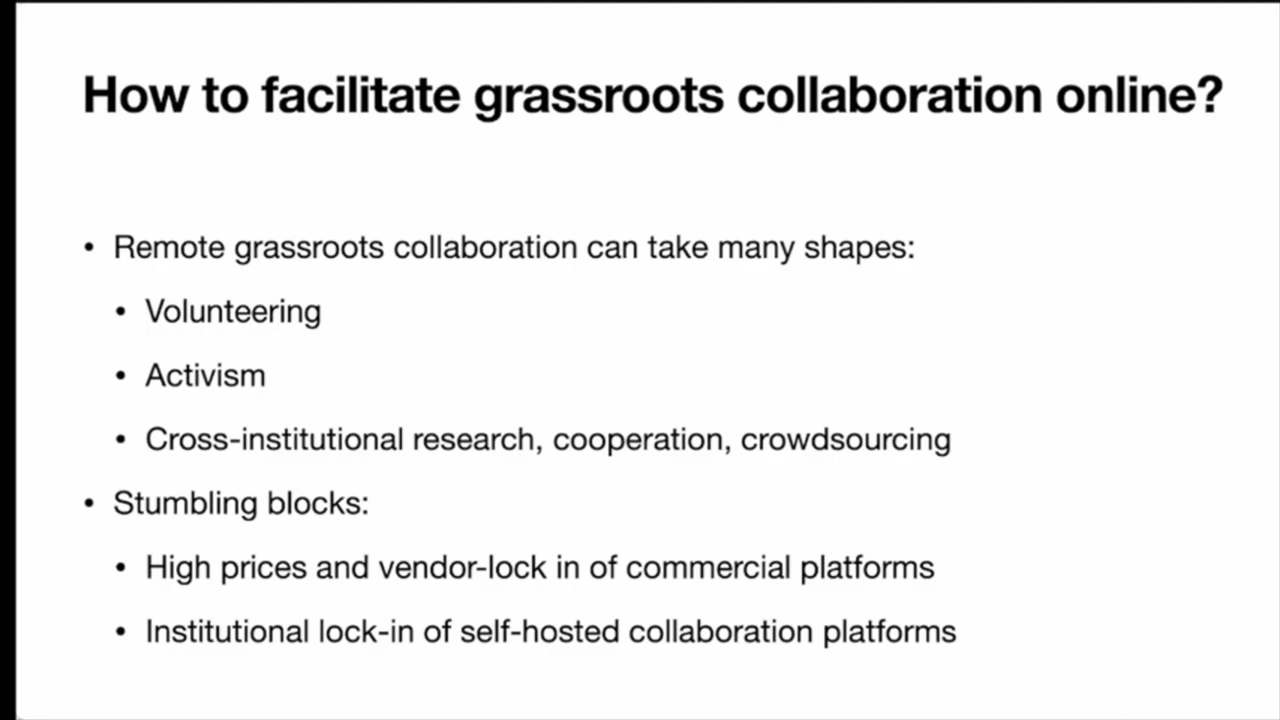 How to facilitate grassroots collaboration online?
• Remote grassroots collaboration can take many shapes:
• Volunteering
• Activism
• Cross-institutional research, cooperation, crowdsourcing
• Stumbling blocks:
• High prices and vendor-lock in of commercial platforms
• Institutional lock-in of self-hosted collaboration platforms